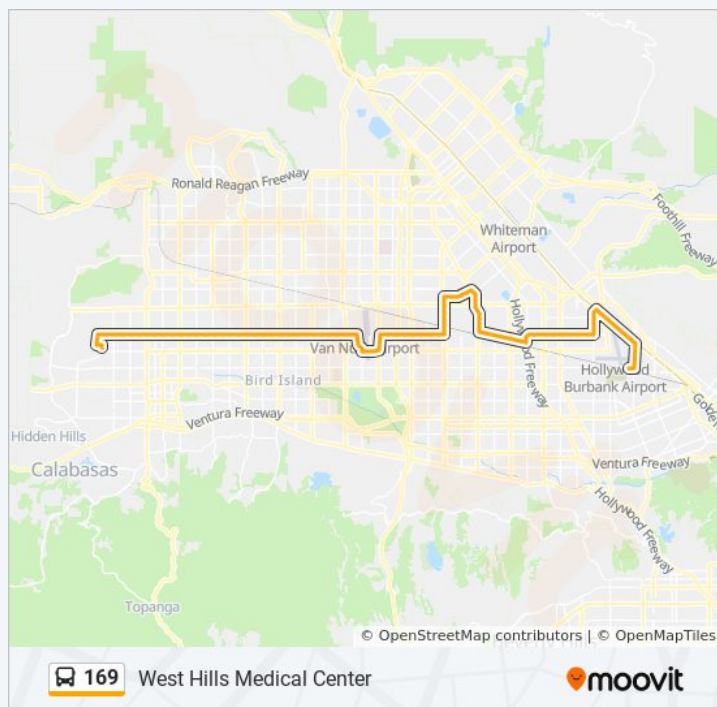 Ronald Reagan Freeway
Whiteman
Airport
Foothill Freeway
Hollywood Freeway
Van N Airport
Hollywood
Burbank Airport
Bird Island
Golden
Ventura Freeway
Hidden Hills
Calabasas
Ventura Freeway
Hollywood Freeway
Topanga
© OpenStreetMap contributors | © OpenMapTiles
169 West Hills Medical Center
moovit